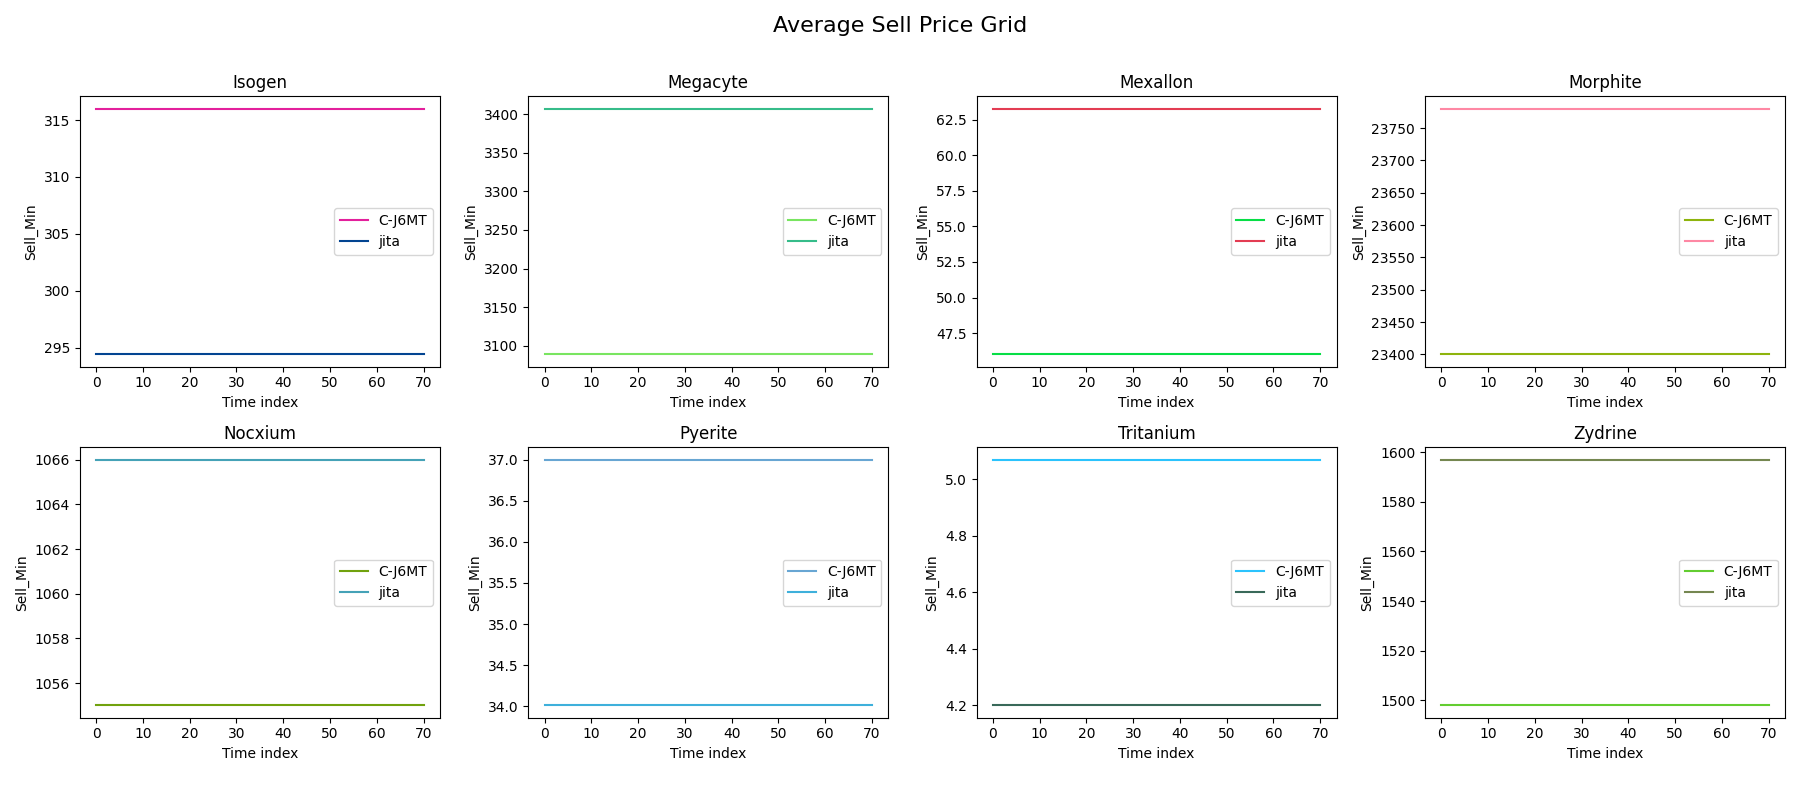 Average Sell Price Grid
Isogen
Sell_Min
315
310
305
300
295
C-J6MT
jita
0 10 20 30 40 50 60 70
Time index
Megacyte
Sell_Min
3400
3350
3300
3250
3200
3150
3100
C-J6MT
jita
0 10 20 30 40 50 60 70
Time index
Mexallon
Sell_Min
62.5
60.0
57.5
55.0
52.5
50.0
47.5
C-J6MT
jita
0 10 20 30 40 50 60 70
Time index
Morphite
Sell_Min
23750
23700
23650
23600
23550
23500
23450
23400
C-J6MT
jita
0 10 20 30 40 50 60 70
Time index
Nocxium
Sell_Min
1066
1064
1062
1060
1058
1056
C-J6MT
jita
0 10 20 30 40 50 60 70
Time index
Pyerite
Sell_Min
37.0
36.5
36.0
35.5
35.0
34.5
34.0
C-J6MT
jita
0 10 20 30 40 50 60 70
Time index
Tritanium
Sell_Min
5.0
4.8
4.6
4.4
4.2
C-J6MT
jita
0 10 20 30 40 50 60 70
Time index
Zydrine
Sell_Min
1600
1580
1560
1540
1520
1500
C-J6MT
jita
0 10 20 30 40 50 60 70
Time index